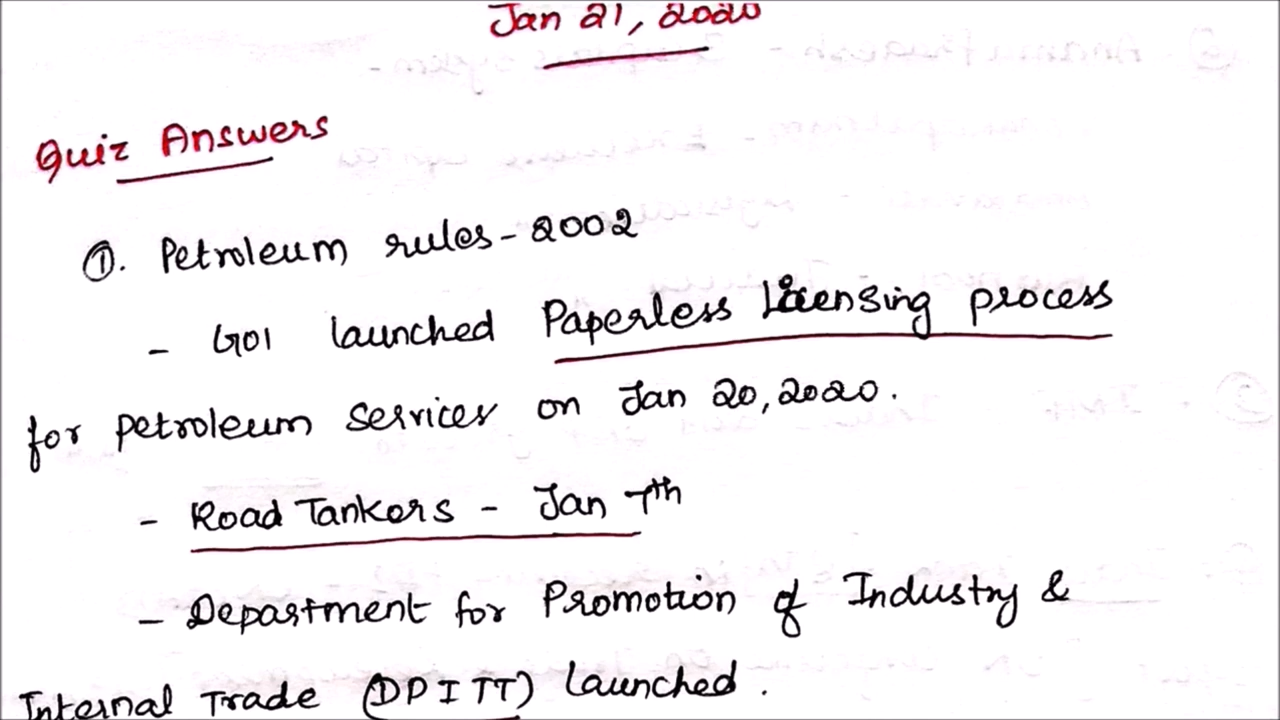 Jan 21, 2020
Quiz Answers
①. Petroleum rules - 2002
- GOI launched Paperless Licensing process
for petroleum services on Jan 20, 2020.
- Road Tankers - Jan 7th
- Department for Promotion of Industry &
Internal Trade (DPIIT) launched.